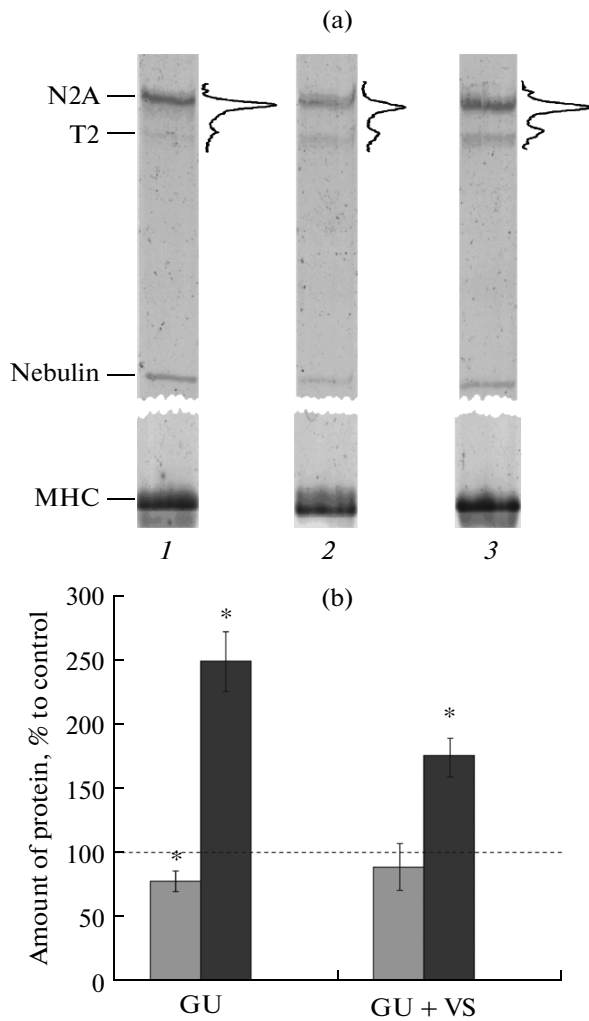 (a)
N2A
T2
Nebulin
MHC
1 2 3
(b)
Amount of protein, % to control
300
250
200
150
100
50
0
*
*
*
GU GU + VS